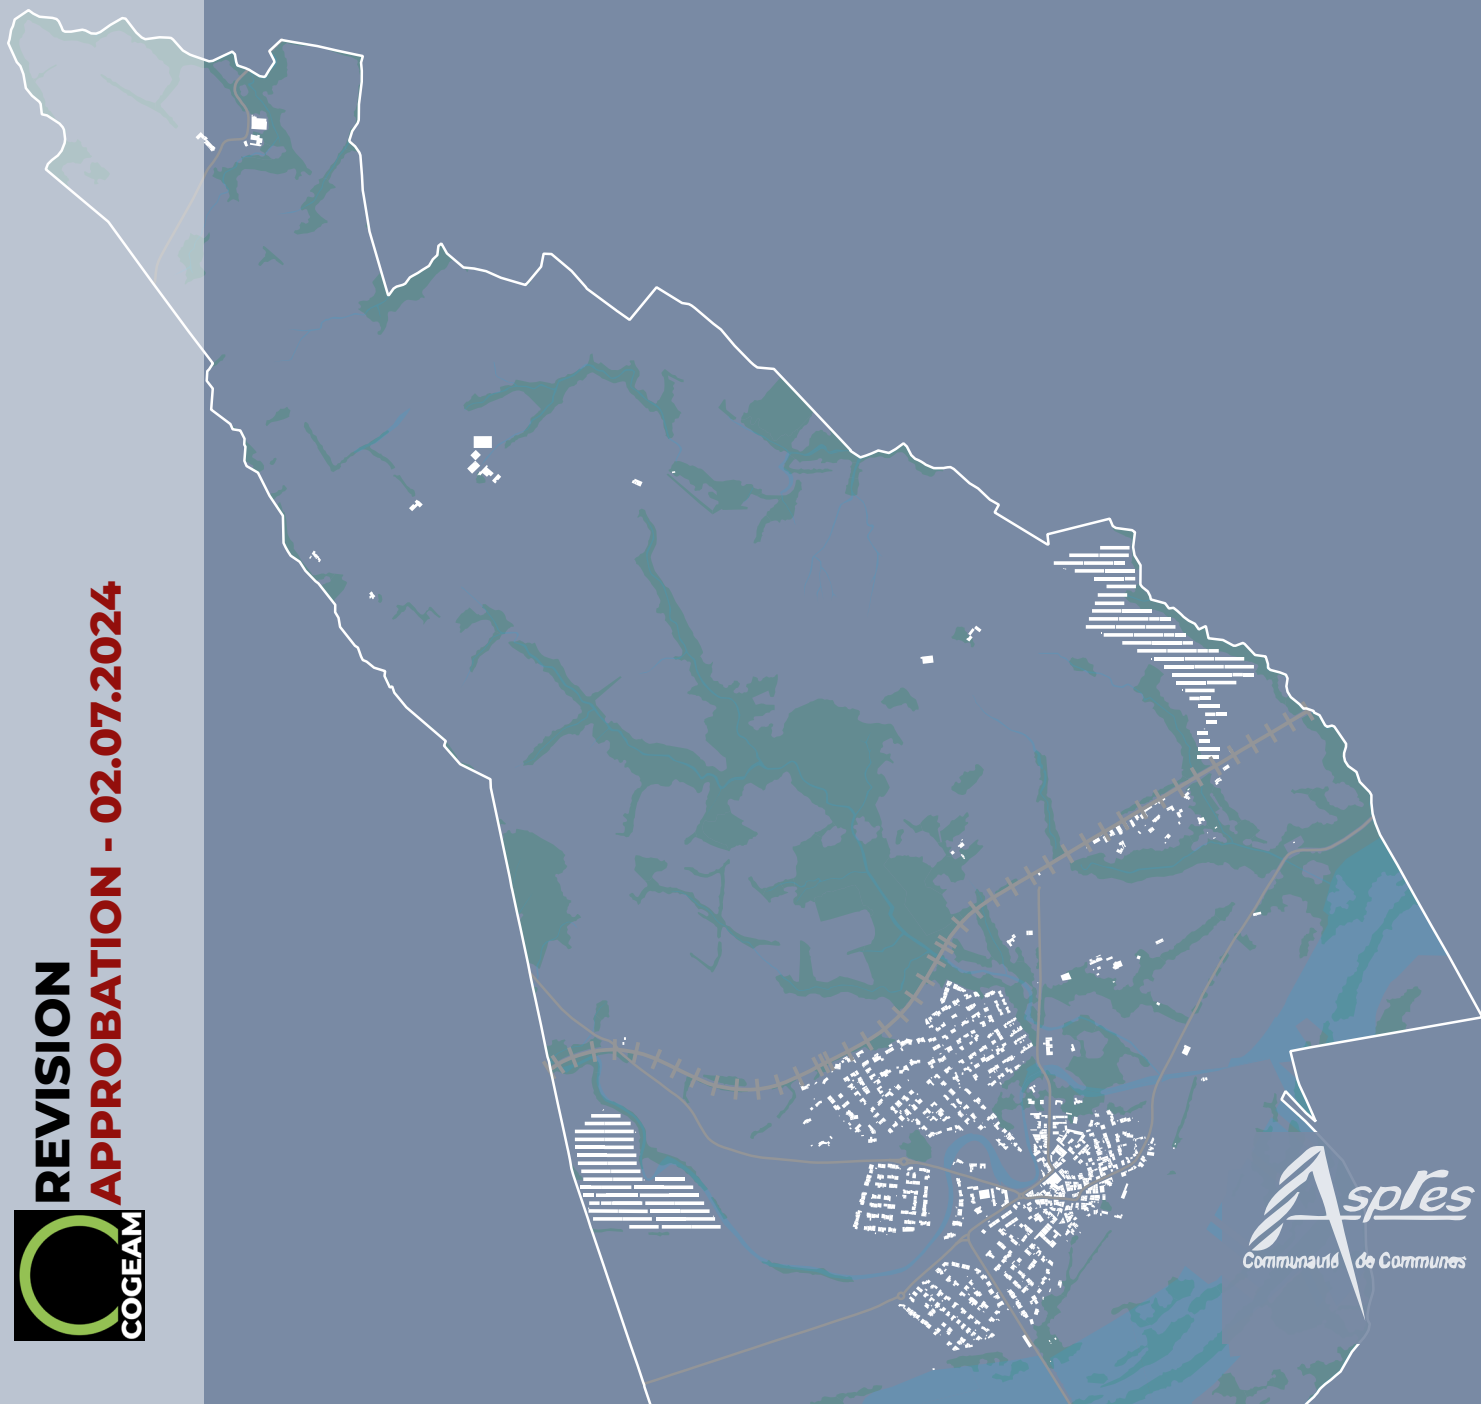 REVISION
APPROBATION - 02.07.2024
COGEAM
Aspres
Communauté de Communes